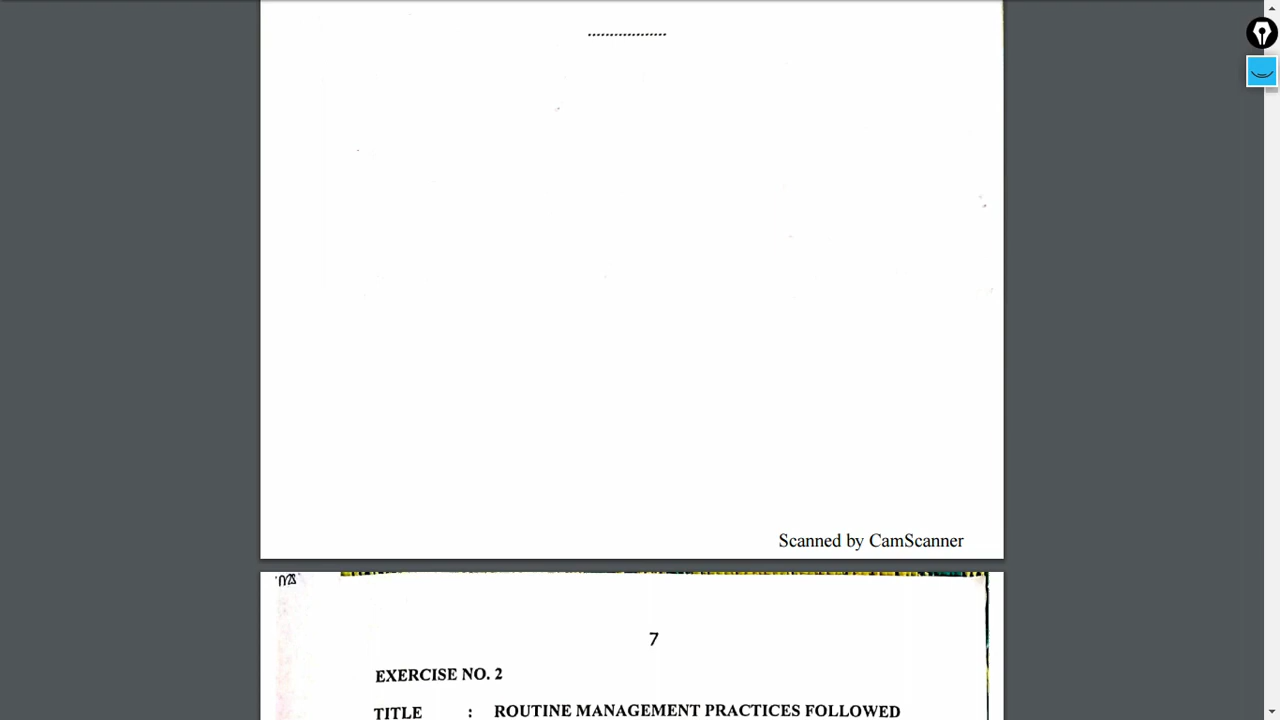 ..................
Scanned by CamScanner
7
EXERCISE NO. 2
TITLE : ROUTINE MANAGEMENT PRACTICES FOLLOWED